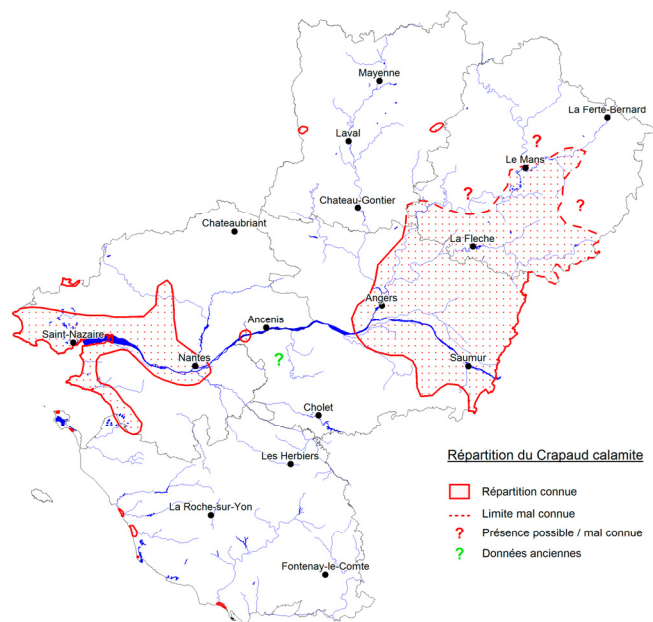 Mayenne
La Ferte-Bernard
Laval
?
Le Mans
?
?
Chateau-Gontier
Chateaubriant
La Fleche
Angers
Ancenis
Saint-Nazaire
?
Nantes
Saumur
Cholet
Répartition du Crapaud calamite
Les Herbiers
Répartition connue
La Roche-sur-Yon
Limite mal connue
? Présence possible / mal connue
? Données anciennes
Fontenay-le-Comte